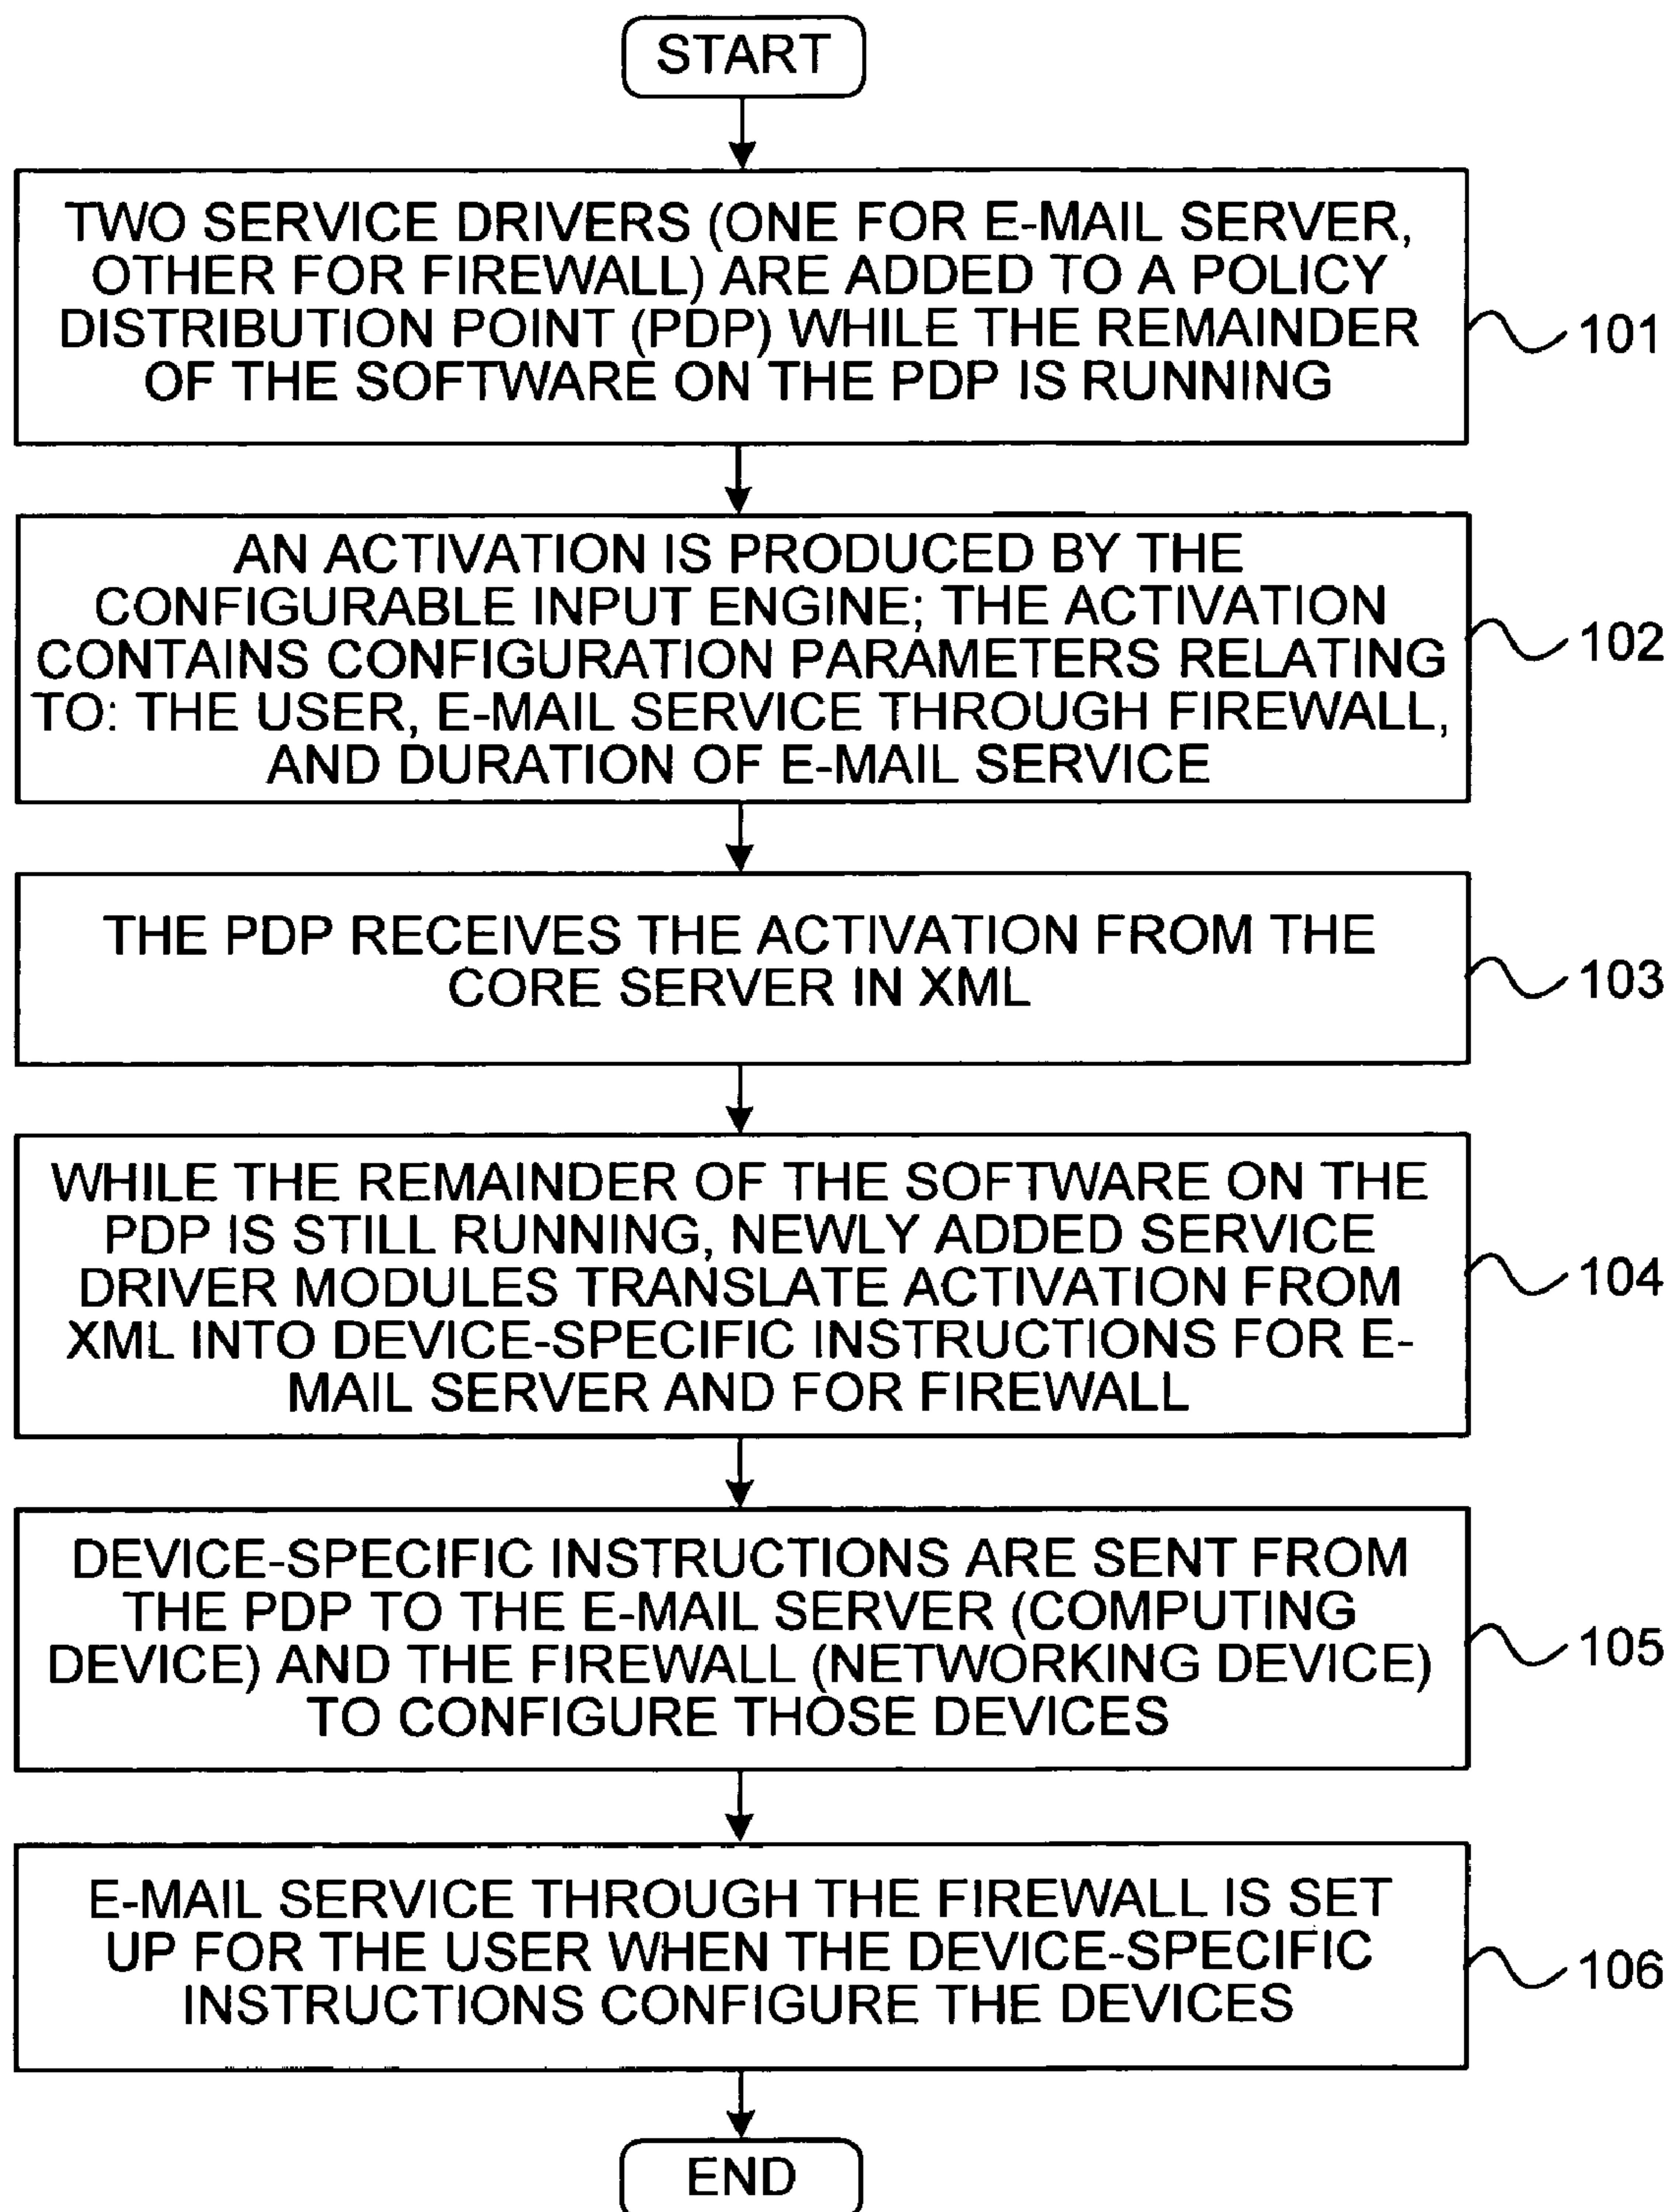 START
TWO SERVICE DRIVERS (ONE FOR E-MAIL SERVER,
OTHER FOR FIREWALL) ARE ADDED TO A POLICY
DISTRIBUTION POINT (PDP) WHILE THE REMAINDER
OF THE SOFTWARE ON THE PDP IS RUNNING
101
AN ACTIVATION IS PRODUCED BY THE
CONFIGURABLE INPUT ENGINE; THE ACTIVATION
CONTAINS CONFIGURATION PARAMETERS RELATING
TO: THE USER, E-MAIL SERVICE THROUGH FIREWALL,
AND DURATION OF E-MAIL SERVICE
102
THE PDP RECEIVES THE ACTIVATION FROM THE
CORE SERVER IN XML
103
WHILE THE REMAINDER OF THE SOFTWARE ON THE
PDP IS STILL RUNNING, NEWLY ADDED SERVICE
DRIVER MODULES TRANSLATE ACTIVATION FROM
XML INTO DEVICE-SPECIFIC INSTRUCTIONS FOR E-
MAIL SERVER AND FOR FIREWALL
104
DEVICE-SPECIFIC INSTRUCTIONS ARE SENT FROM
THE PDP TO THE E-MAIL SERVER (COMPUTING
DEVICE) AND THE FIREWALL (NETWORKING DEVICE)
TO CONFIGURE THOSE DEVICES
105
E-MAIL SERVICE THROUGH THE FIREWALL IS SET
UP FOR THE USER WHEN THE DEVICE-SPECIFIC
INSTRUCTIONS CONFIGURE THE DEVICES
106
END